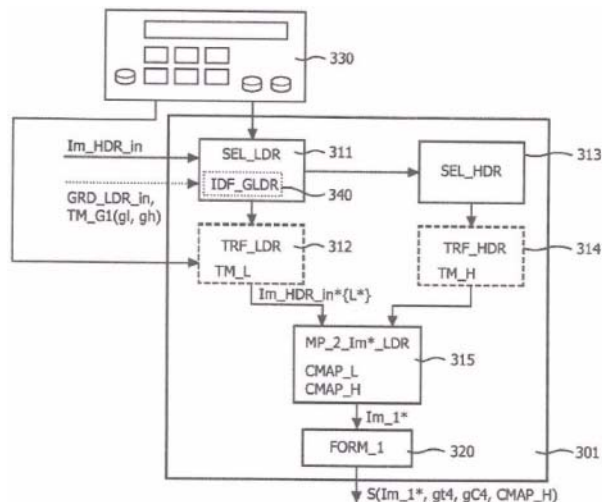 330
Im_HDR_in
SEL_LDR
311
IDF_GLDR
340
SEL_HDR
313
GRD_LDR_in,
TM_G1(gl, gh)
TRF_LDR
TM_L
312
TRF_HDR
TM_H
314
Im_HDR_in*{L*}
MP_2_Im*_LDR
CMAP_L
CMAP_H
315
Im_1*
FORM_1
320
301
S(Im_1*, gt4, gC4, CMAP_H)